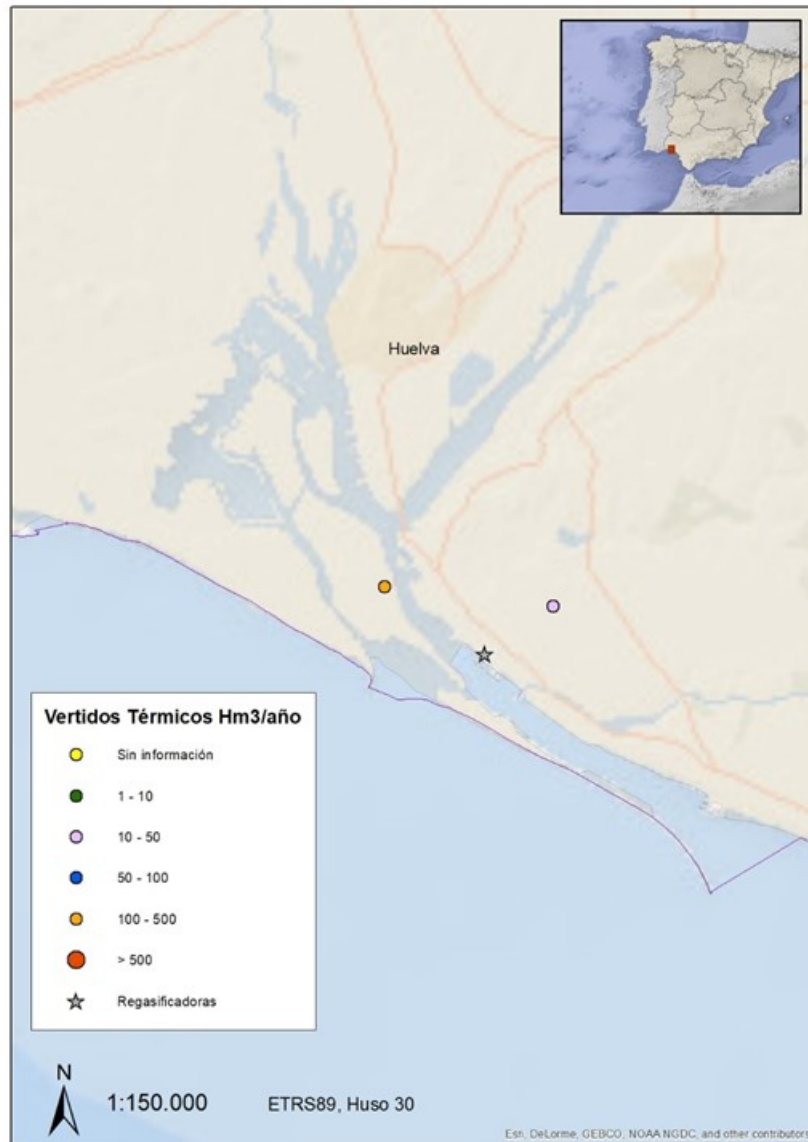 Huelva
Vertidos Térmicos Hm3/año
Sin información
1 - 10
10 - 50
50 - 100
100 - 500
> 500
Regasificadoras
N
1:150.000 ETRS89, Huso 30
Esri, DeLorme, GEBCO, NOAA NGDC, and other contributors